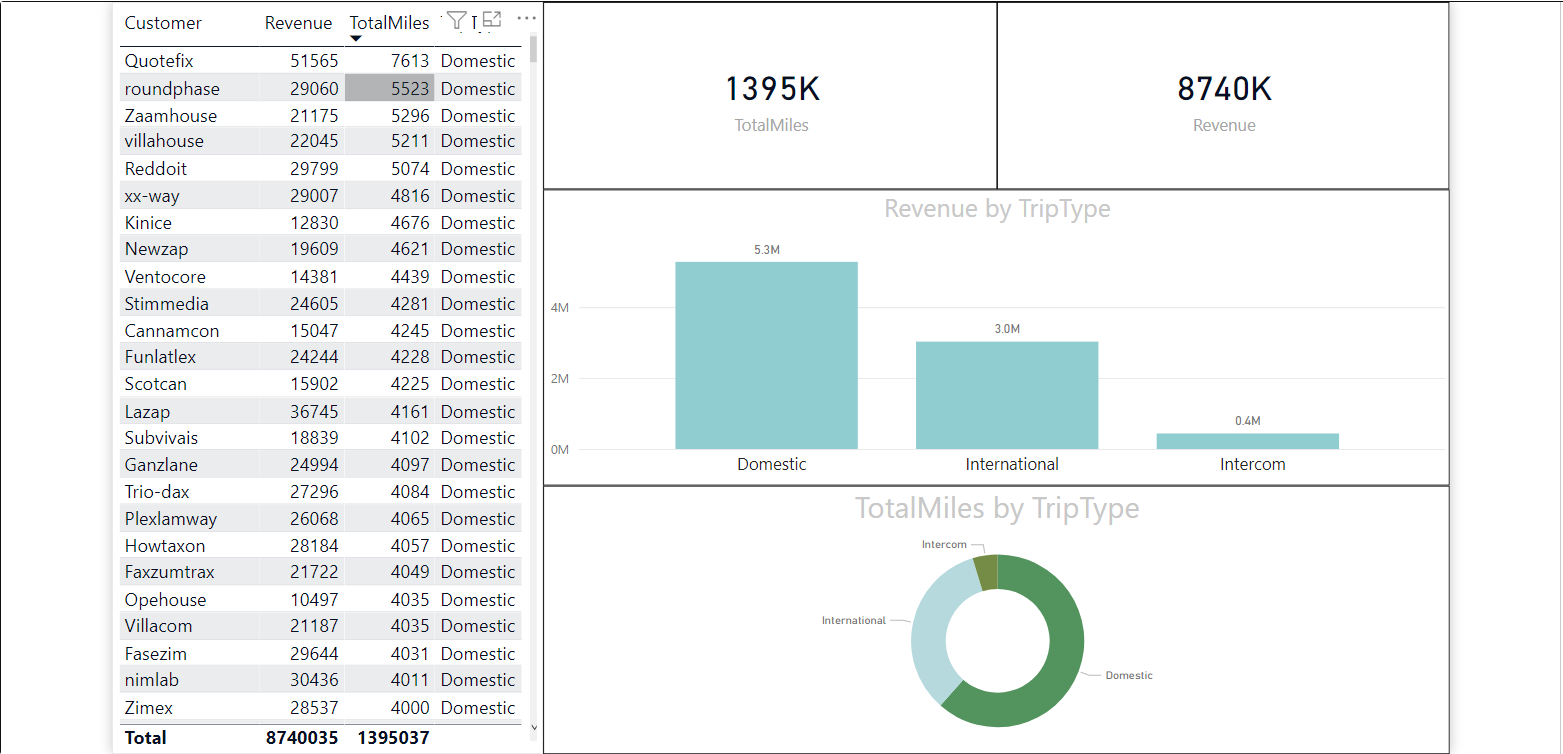 Customer Revenue TotalMiles
Quotefix 51565 7613 Domestic
roundphase 29060 5523 Domestic
Zaamhouse 21175 5296 Domestic
villahouse 22045 5211 Domestic
Reddoit 29799 5074 Domestic
xx-way 29007 4816 Domestic
Kinice 12830 4676 Domestic
Newzap 19609 4621 Domestic
Ventocore 14381 4439 Domestic
Stimmedia 24605 4281 Domestic
Cannamcon 15047 4245 Domestic
Funlatlex 24244 4228 Domestic
Scotcan 15902 4225 Domestic
Lazap 36745 4161 Domestic
Subvivais 18839 4102 Domestic
Ganzlane 24994 4097 Domestic
Trio-dax 27296 4084 Domestic
Plexlamway 26068 4065 Domestic
Howtaxon 28184 4057 Domestic
Faxzumtrax 21722 4049 Domestic
Opehouse 10497 4035 Domestic
Villacom 21187 4035 Domestic
Fasezim 29644 4031 Domestic
nimlab 30436 4011 Domestic
Zimex 28537 4000 Domestic
Total 8740035 1395037
1395K
TotalMiles
8740K
Revenue
Revenue by TripType
5.3M
3.0M
0.4M
4M
2M
0M
Domestic International Intercom
TotalMiles by TripType
Intercom
International
Domestic